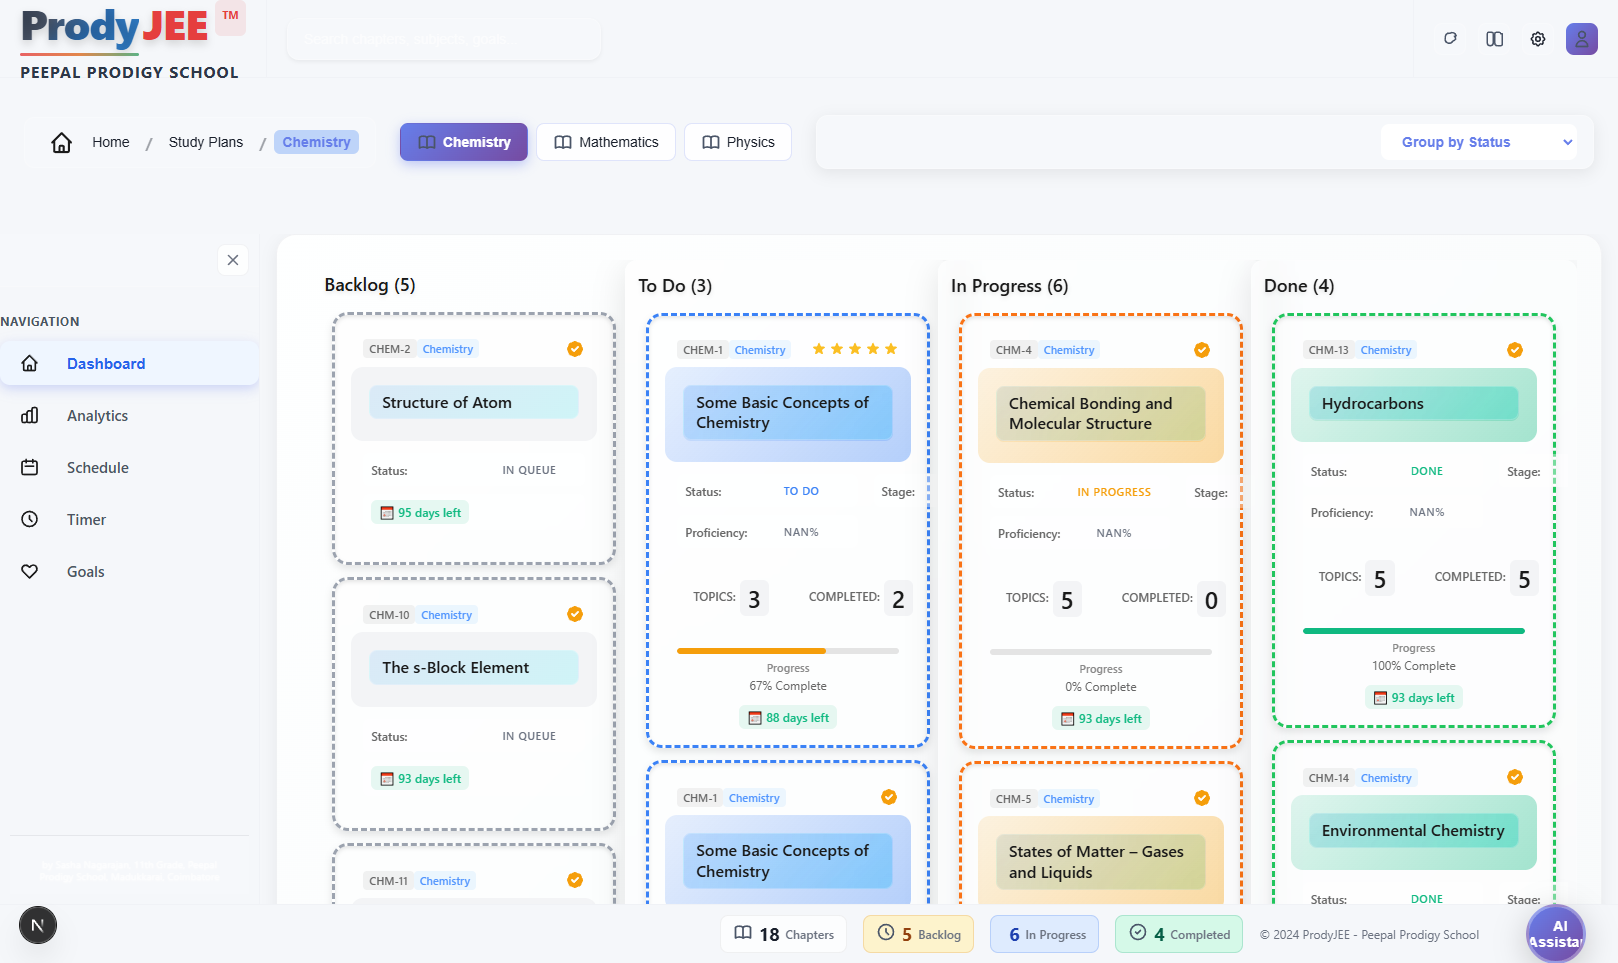 ProdyJEE TM
PEEPAL PRODIGY SCHOOL
Home / Study Plans / Chemistry
Chemistry
Mathematics
Physics
Group by Status
NAVIGATION
Dashboard
Analytics
Schedule
Timer
Goals
Backlog (5)
CHEM-2 Chemistry
Structure of Atom
Status: IN QUEUE
95 days left
CHM-10 Chemistry
The s-Block Element
Status: IN QUEUE
93 days left
CHM-11 Chemistry
To Do (3)
CHEM-1 Chemistry
Some Basic Concepts of
Chemistry
Status: TO DO Stage:
Proficiency: NAN%
TOPICS: 3 COMPLETED: 2
Progress
67% Complete
88 days left
CHM-1 Chemistry
Some Basic Concepts of
Chemistry
In Progress (6)
CHM-4 Chemistry
Chemical Bonding and
Molecular Structure
Status: IN PROGRESS Stage:
Proficiency: NAN%
TOPICS: 5 COMPLETED: 0
Progress
0% Complete
93 days left
CHM-5 Chemistry
States of Matter – Gases
and Liquids
Done (4)
CHM-13 Chemistry
Hydrocarbons
Status: DONE Stage:
Proficiency: NAN%
TOPICS: 5 COMPLETED: 5
Progress
100% Complete
93 days left
CHM-14 Chemistry
Environmental Chemistry
Status: DONE Stage:
N
18 Chapters
5 Backlog
6 In Progress
4 Completed
© 2024 ProdyJEE - Peepal Prodigy School
AI
Assistan